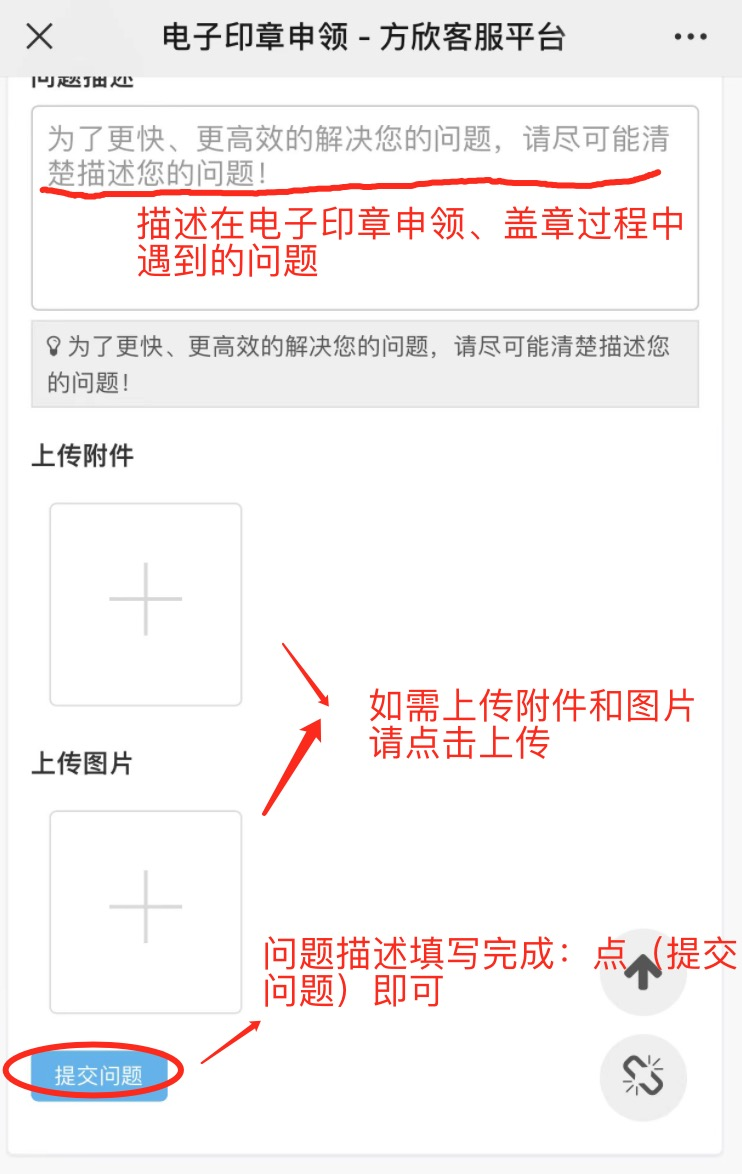 电子印章申领 - 方欣客服平台
问题描述
为了更快、更高效的解决您的问题，请尽可能清
楚描述您的问题！
描述在电子印章申领、盖章过程中
遇到的问题
为了更快、更高效的解决您的问题，请尽可能清楚描述您
的问题！
上传附件
如需上传附件和图片
请点击上传
上传图片
问题描述填写完成：点（提交
问题）即可
提交问题